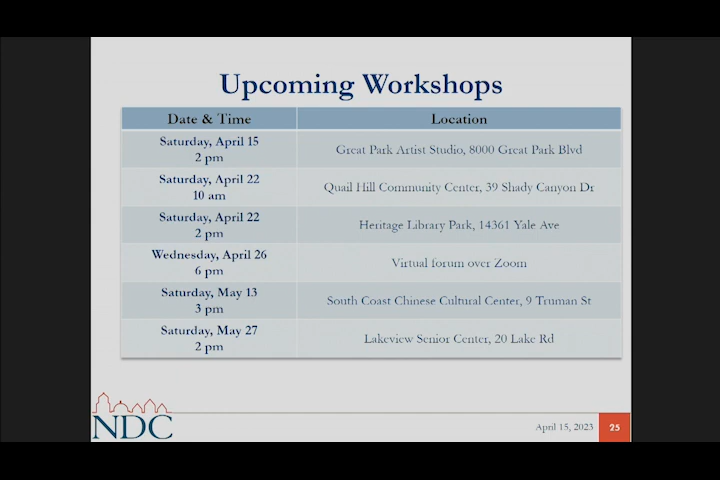 Upcoming Workshops
Date & Time Location
Saturday, April 15
2 pm
Great Park Artist Studio, 8000 Great Park Blvd
Saturday, April 22
10 am
Quail Hill Community Center, 39 Shady Canyon Dr
Saturday, April 22
2 pm
Heritage Library Park, 14361 Yale Ave
Wednesday, April 26
6 pm
Virtual forum over Zoom
Saturday, May 13
3 pm
South Coast Chinese Cultural Center, 9 Truman St
Saturday, May 27
2 pm
Lakeview Senior Center, 20 Lake Rd
NDC
April 15, 2023 25